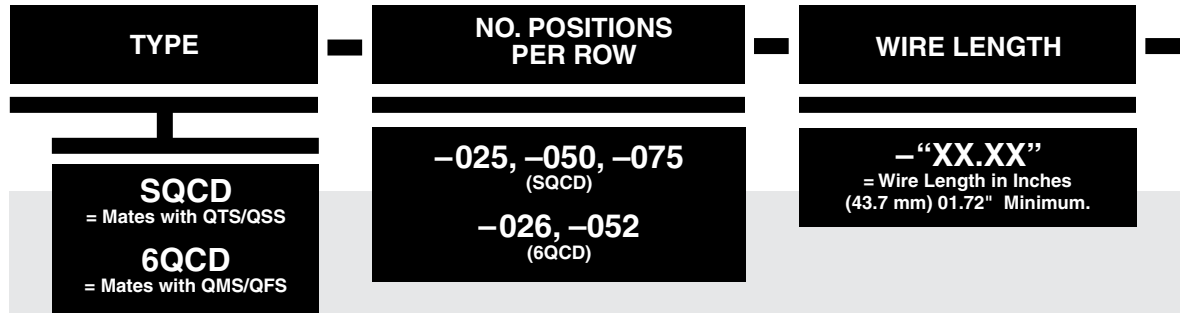 TYPE
NO. POSITIONS
PER ROW
WIRE LENGTH
SQCD
= Mates with QTS/QSS
6QCD
= Mates with QMS/QFS
–025, –050, –075
(SQCD)
–026, –052
(6QCD)
–“XX.XX”
= Wire Length in Inches
(43.7 mm) 01.72" Minimum.